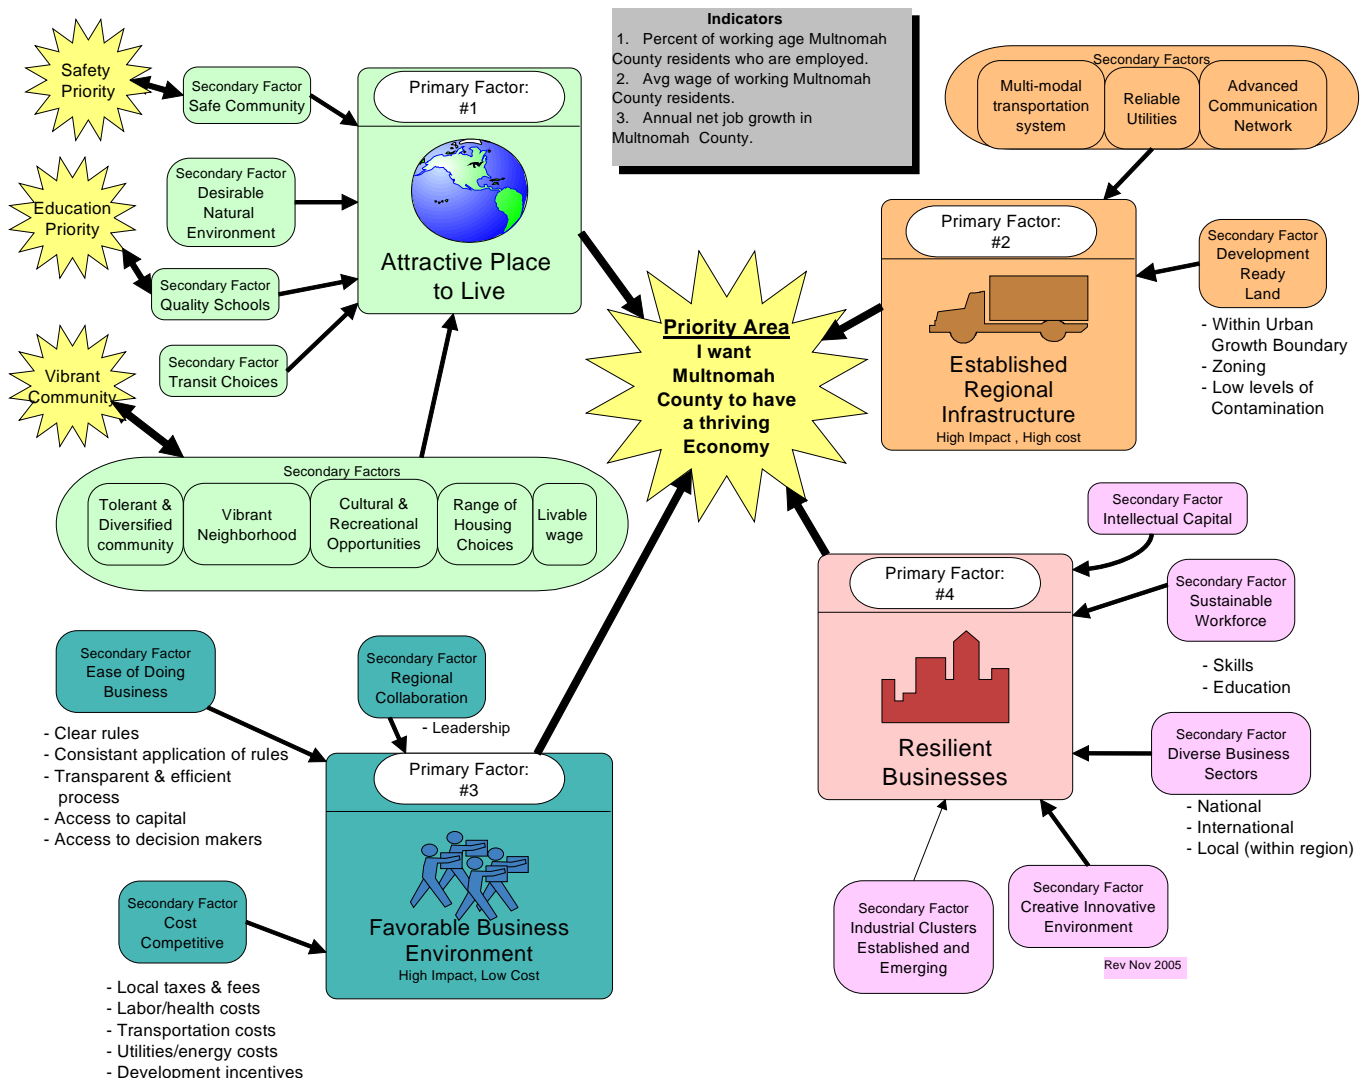 Indicators
1. Percent of working age Multnomah
County residents who are employed.
2. Avg wage of working Multnomah
County residents.
3. Annual net job growth in
Multnomah County.
Safety
Priority
Secondary Factor
Safe Community
Primary Factor:
#1
Attractive Place
to Live
Secondary Factor
Desirable
Natural
Environment
Education
Priority
Secondary Factor
Quality Schools
Secondary Factor
Transit Choices
Vibrant
Community
Secondary Factors
Tolerant &
Diversified
community
Vibrant
Neighborhood
Cultural &
Recreational
Opportunities
Range of
Housing
Choices
Livable
wage
Priority Area
I want
Multnomah
County to have
a thriving
Economy
Secondary Factors
Multi-modal
transportation
system
Reliable
Utilities
Advanced
Communication
Network
Primary Factor:
#2
Established
Regional
Infrastructure
High Impact , High cost
Secondary Factor
Development
Ready
Land
- Within Urban
Growth Boundary
- Zoning
- Low levels of
Contamination
Secondary Factor
Ease of Doing
Business
- Clear rules
- Consistant application of rules
- Transparent & efficient
process
- Access to capital
- Access to decision makers
Secondary Factor
Regional
Collaboration
- Leadership
Primary Factor:
#3
Favorable Business
Environment
High Impact, Low Cost
Secondary Factor
Cost
Competitive
- Local taxes & fees
- Labor/health costs
- Transportation costs
- Utilities/energy costs
- Development incentives
Primary Factor:
#4
Resilient
Businesses
Secondary Factor
Intellectual Capital
Secondary Factor
Sustainable
Workforce
- Skills
- Education
Secondary Factor
Diverse Business
Sectors
- National
- International
- Local (within region)
Secondary Factor
Creative Innovative
Environment
Secondary Factor
Industrial Clusters
Established and
Emerging
Rev Nov 2005